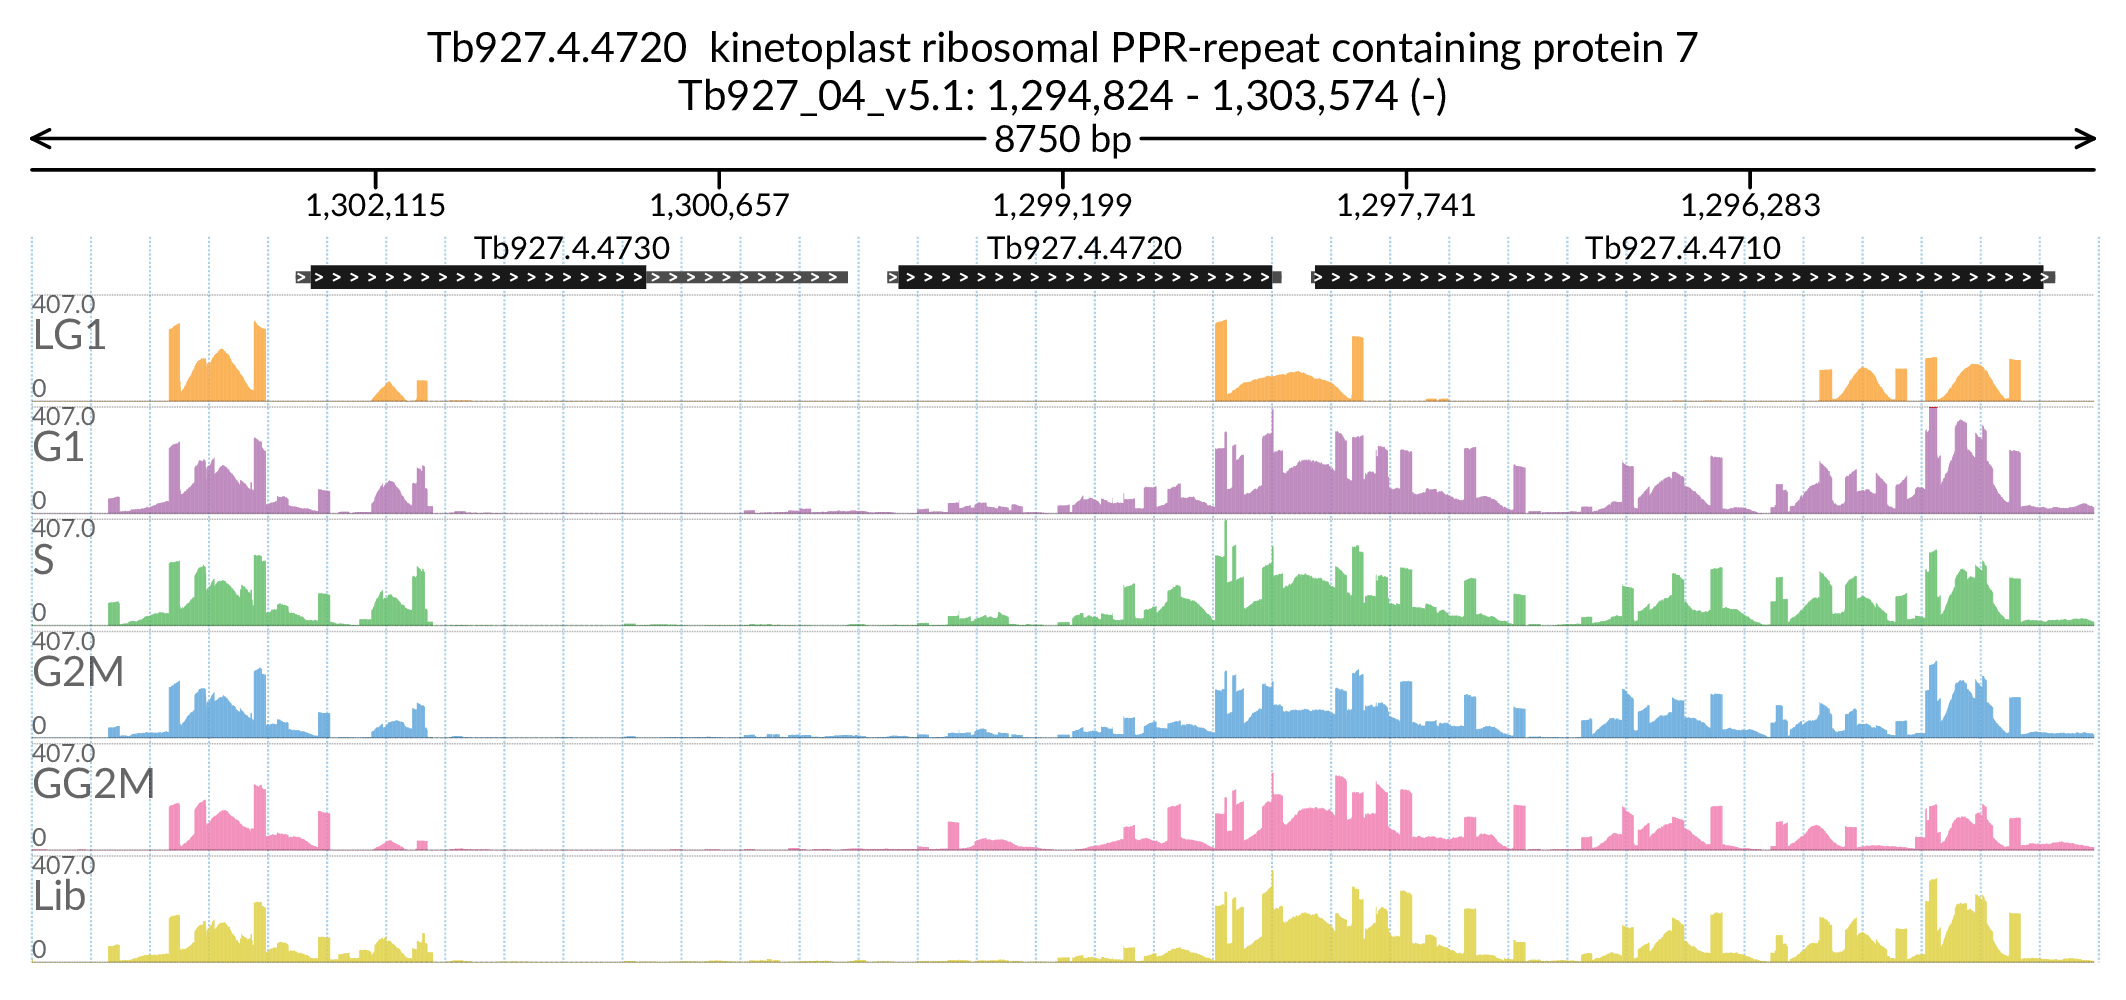 Tb927.4.4720  kinetoplast ribosomal PPR-repeat containing protein 7
Tb927_04_v5.1: 1,294,824 - 1,303,574 (-)
8750 bp
1,302,115 1,300,657 1,299,199 1,297,741 1,296,283
Tb927.4.4730 Tb927.4.4720 Tb927.4.4710
407.0
LG1
0
407.0
G1
0
407.0
S
0
407.0
G2M
0
407.0
GG2M
0
407.0
Lib
0